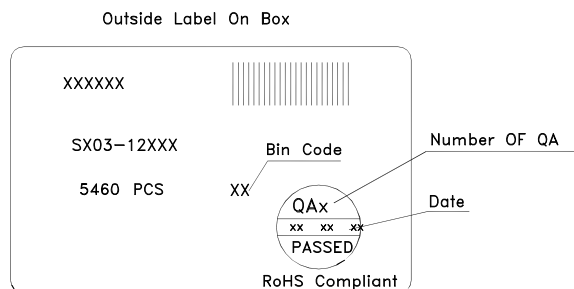 Outside Label On Box
XXXXXX
SX03-12XXX
Bin Code
Number OF QA
5460 PCS
XX
QAx
Date
xx xx xx
PASSED
RoHS Compliant